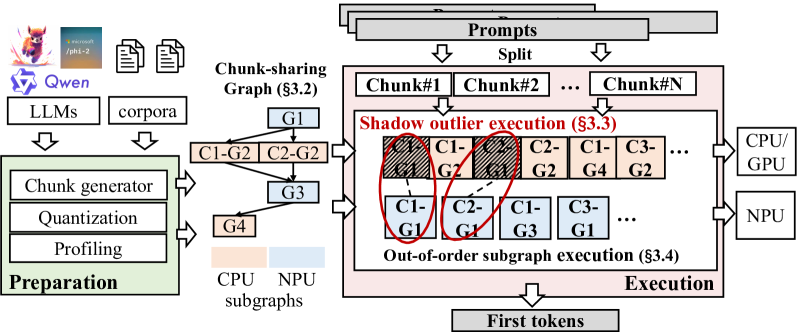 Prompts
Split
microsoft
/phi-2
Qwen
LLMs
corpora
Chunk-sharing
Graph (§3.2)
G1
C1-G2
C2-G2
G3
G4
CPU
NPU
subgraphs
Chunk generator
Quantization
Profiling
Preparation
Chunk#1
Chunk#2
...
Chunk#N
Shadow outlier execution (§3.3)
C1-
G1
C1-
G2
C2-
G1
C2-
G2
C1-
G4
C3-
G2
...
C1-
G1
C2-
G1
C1-
G3
C3-
G1
...
Out-of-order subgraph execution (§3.4)
Execution
CPU/
GPU
NPU
First tokens